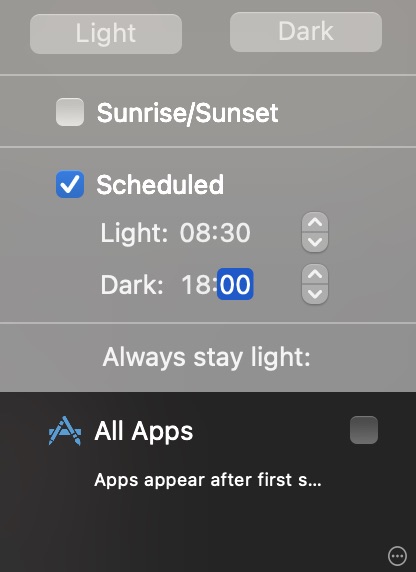 Light Dark
Sunrise/Sunset
Scheduled
Light: 08:30
Dark: 18:00
Always stay light:
All Apps
Apps appear after first s...